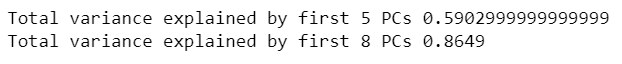 Total variance explained by first 5 PCs 0.5902999999999999
Total variance explained by first 8 PCs 0.8649